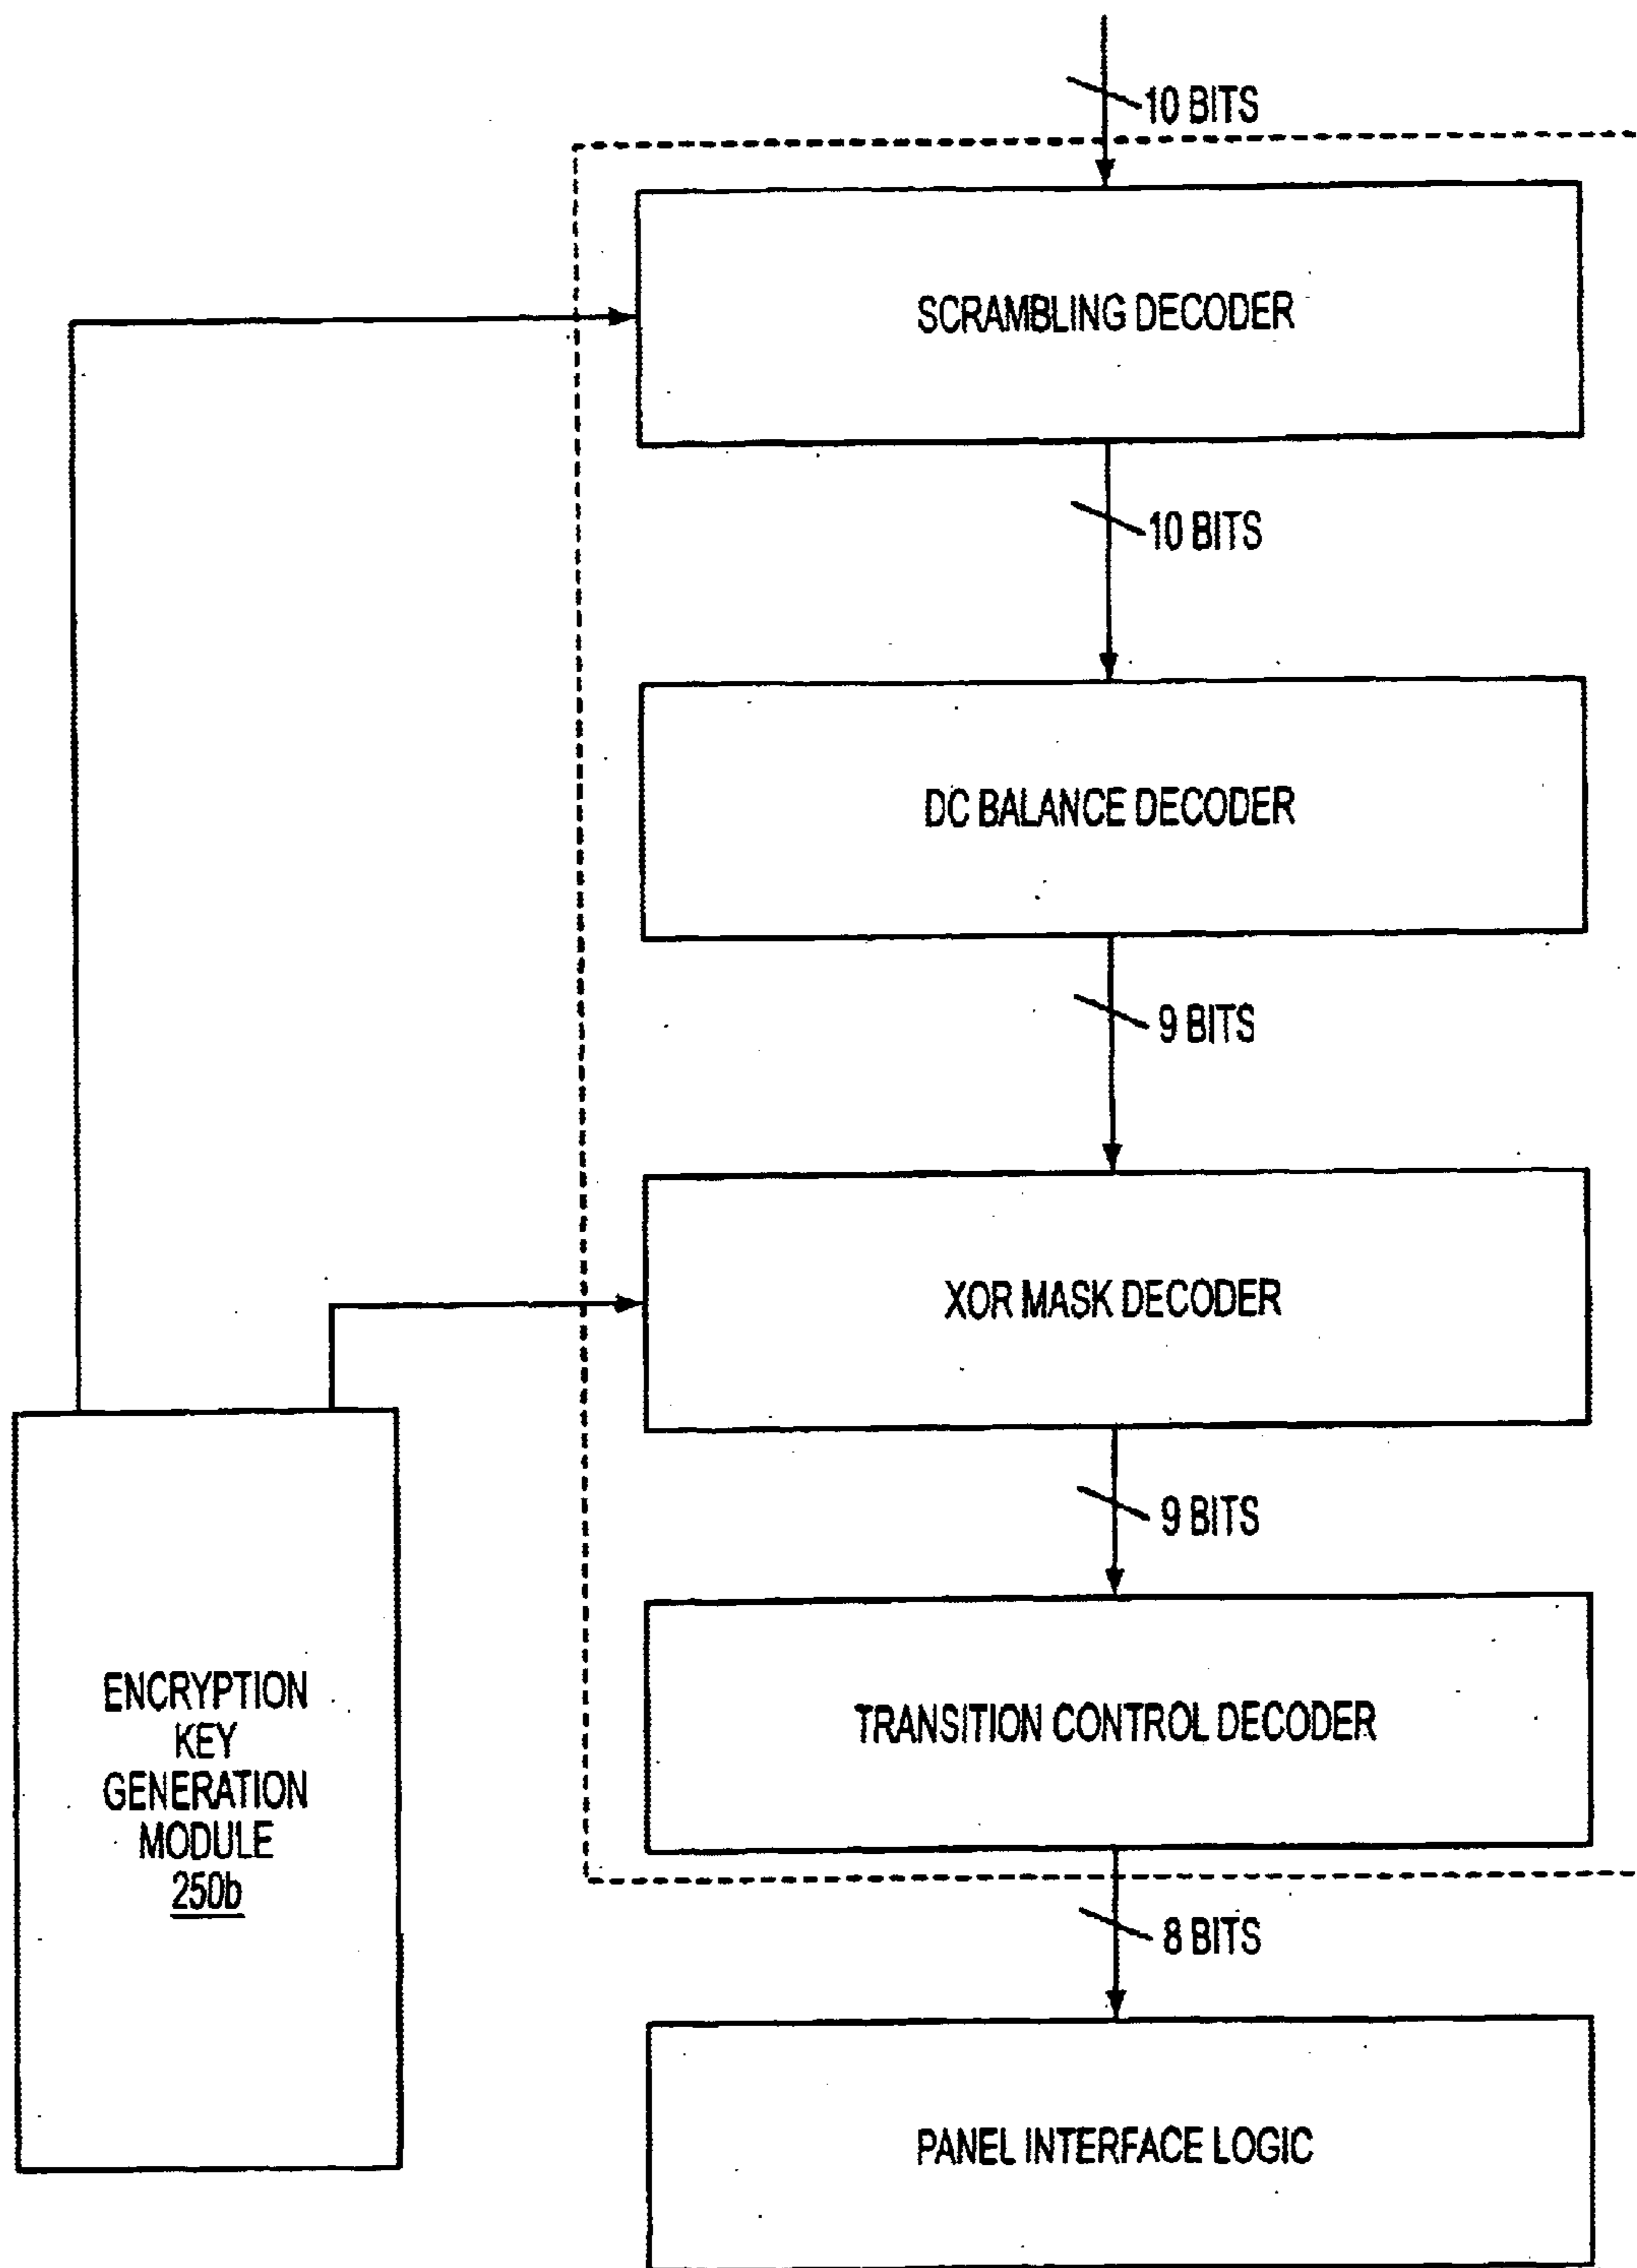 10 BITS
SCRAMBLING DECODER
10 BITS
DC BALANCE DECODER
9 BITS
XOR MASK DECODER
9 BITS
ENCRYPTION
KEY
GENERATION
MODULE
250b
TRANSITION CONTROL DECODER
8 BITS
PANEL INTERFACE LOGIC